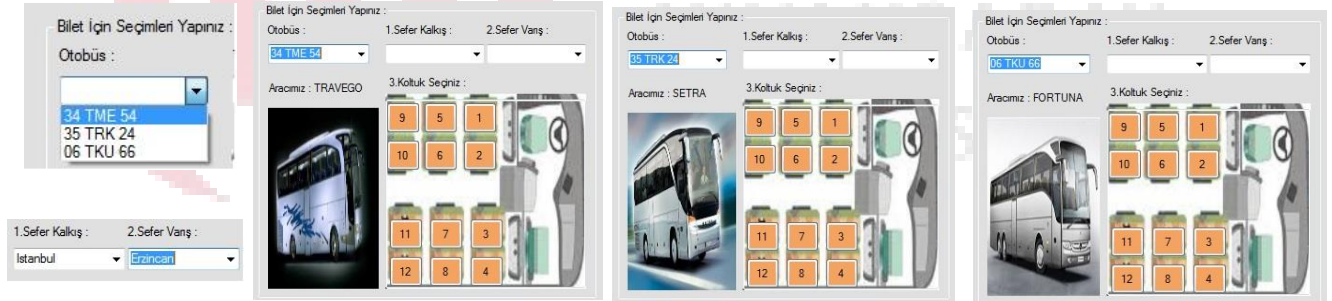 Bilet İçin Seçimleri Yapınız :
Otobüs :
34 TME 54
35 TRK 24
06 TKU 66
1.Sefer Kalkış : 2.Sefer Varış :
Istanbul Erzincan
Bilet İçin Seçimleri Yapınız :
Otobüs : 1.Sefer Kalkış : 2.Sefer Varış :
34 TME 54
Aracımız : TRAVEGO 3.Koltuk Seçiniz :
9 5 1
10 6 2
11 7 3
12 8 4
Bilet İçin Seçimleri Yapınız :
Otobüs : 1.Sefer Kalkış : 2.Sefer Varış :
35 TRK 24
Aracımız : SETRA 3.Koltuk Seçiniz :
9 5 1
10 6 2
11 7 3
12 8 4
Bilet İçin Seçimleri Yapınız :
Otobüs : 1.Sefer Kalkış : 2.Sefer Varış :
06 TKU 66
Aracımız : FORTUNA 3.Koltuk Seçiniz :
9 5 1
10 6 2
11 7 3
12 8 4